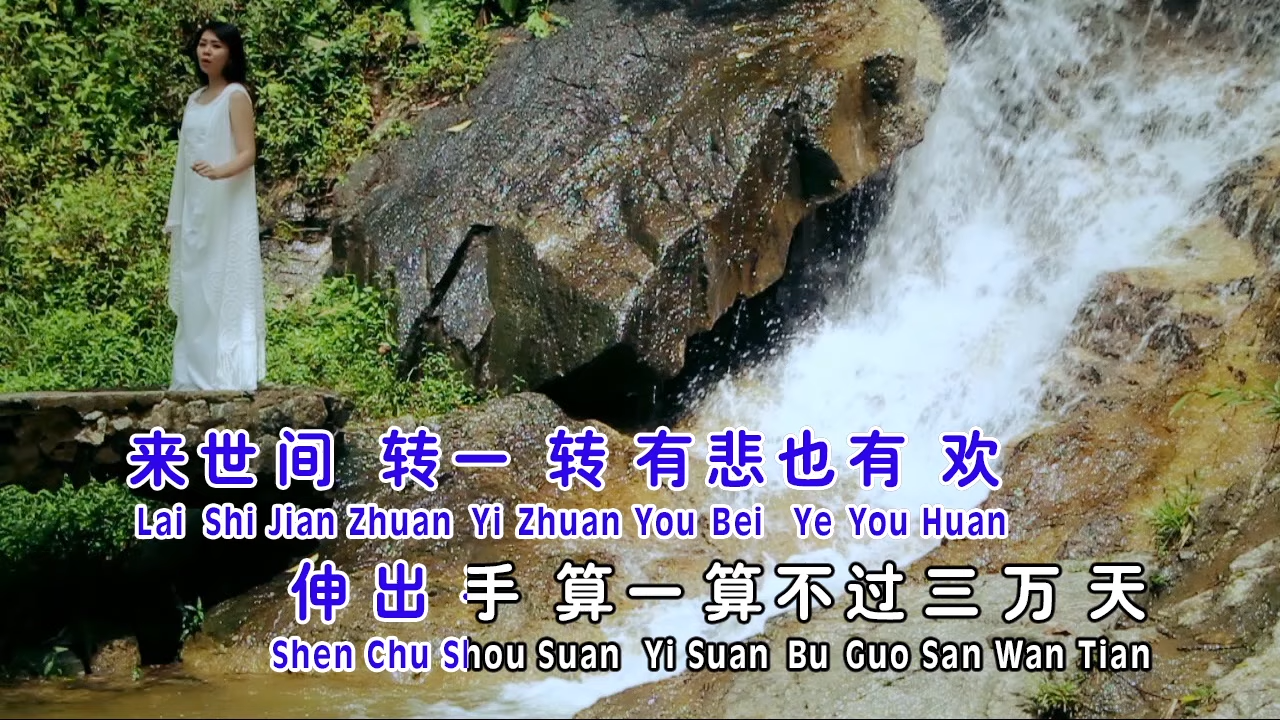 来世间 转一 转 有悲也有 欢
Lai Shi Jian Zhuan Yi Zhuan You Bei Ye You Huan
伸出 手 算一算不过三万天
Shen Chu Shou Suan Yi Suan Bu Guo San Wan Tian